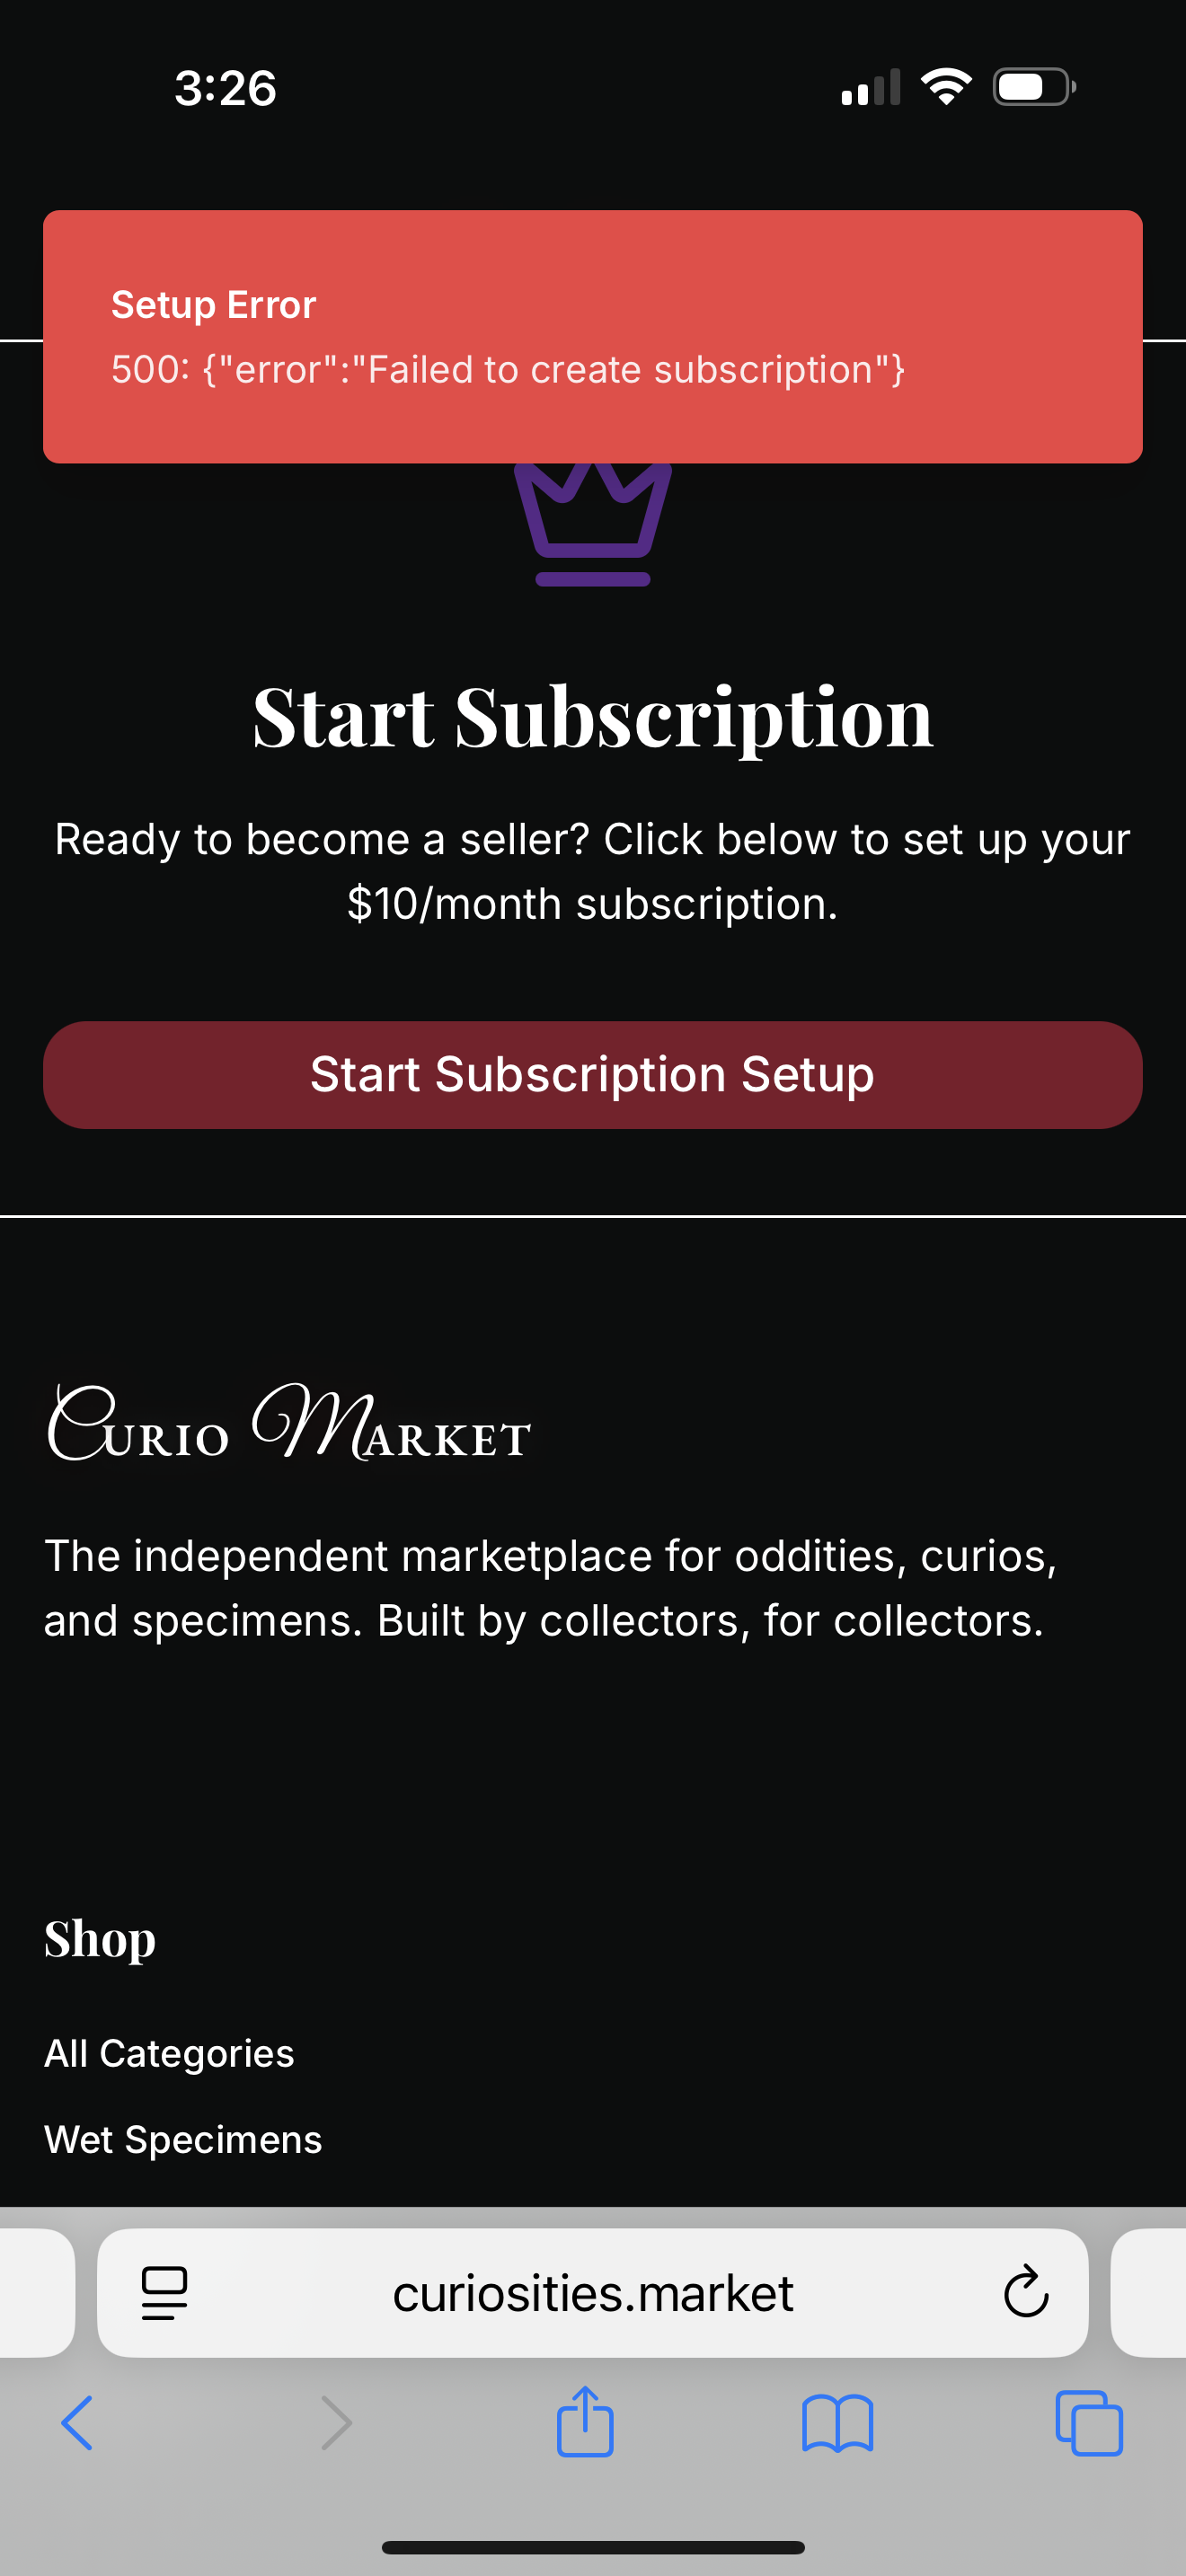 3:26
Setup Error
500: {"error":"Failed to create subscription"}
Start Subscription
Ready to become a seller? Click below to set up your
$10/month subscription.
Start Subscription Setup
Curio Market
The independent marketplace for oddities, curios,
and specimens. Built by collectors, for collectors.
Shop
All Categories
Wet Specimens
curiosities.market